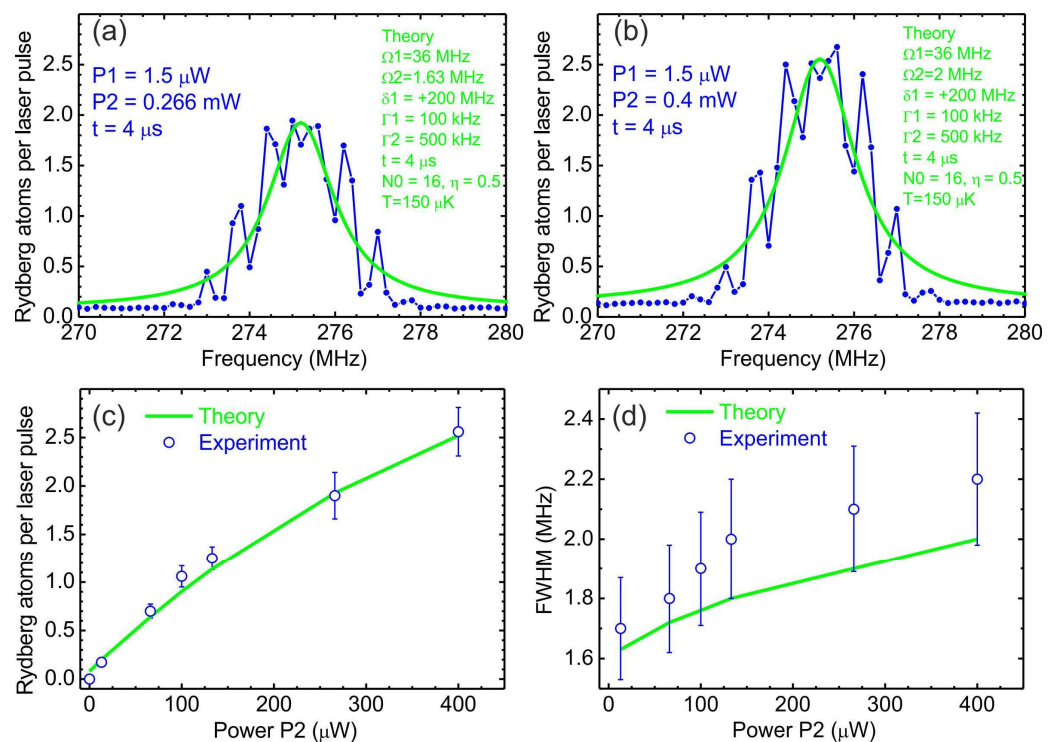 (a)
P1 = 1.5 μW
P2 = 0.266 mW
t = 4 μs
Theory
Ω1=36 MHz
Ω2=1.63 MHz
δ1 = +200 MHz
Γ1 = 100 kHz
Γ2 = 500 kHz
t = 4 μs
N0 = 16, η = 0.5
T=150 μK
Rydberg atoms per laser pulse
0.0
0.5
1.0
1.5
2.0
2.5
270 272 274 276 278 280
Frequency (MHz)
(b)
P1 = 1.5 μW
P2 = 0.4 mW
t = 4 μs
Theory
Ω1=36 MHz
Ω2=2 MHz
δ1 = +200 MHz
Γ1 = 100 kHz
Γ2 = 500 kHz
t = 4 μs
N0 = 16, η = 0.5
T=150 μK
Rydberg atoms per laser pulse
0.0
0.5
1.0
1.5
2.0
2.5
270 272 274 276 278 280
Frequency (MHz)
(c)
Theory
Experiment
Rydberg atoms per laser pulse
0.0
0.5
1.0
1.5
2.0
2.5
0 100 200 300 400
Power P2 (μW)
(d)
Theory
Experiment
FWHM (MHz)
1.6
1.8
2.0
2.2
2.4
0 100 200 300 400
Power P2 (μW)